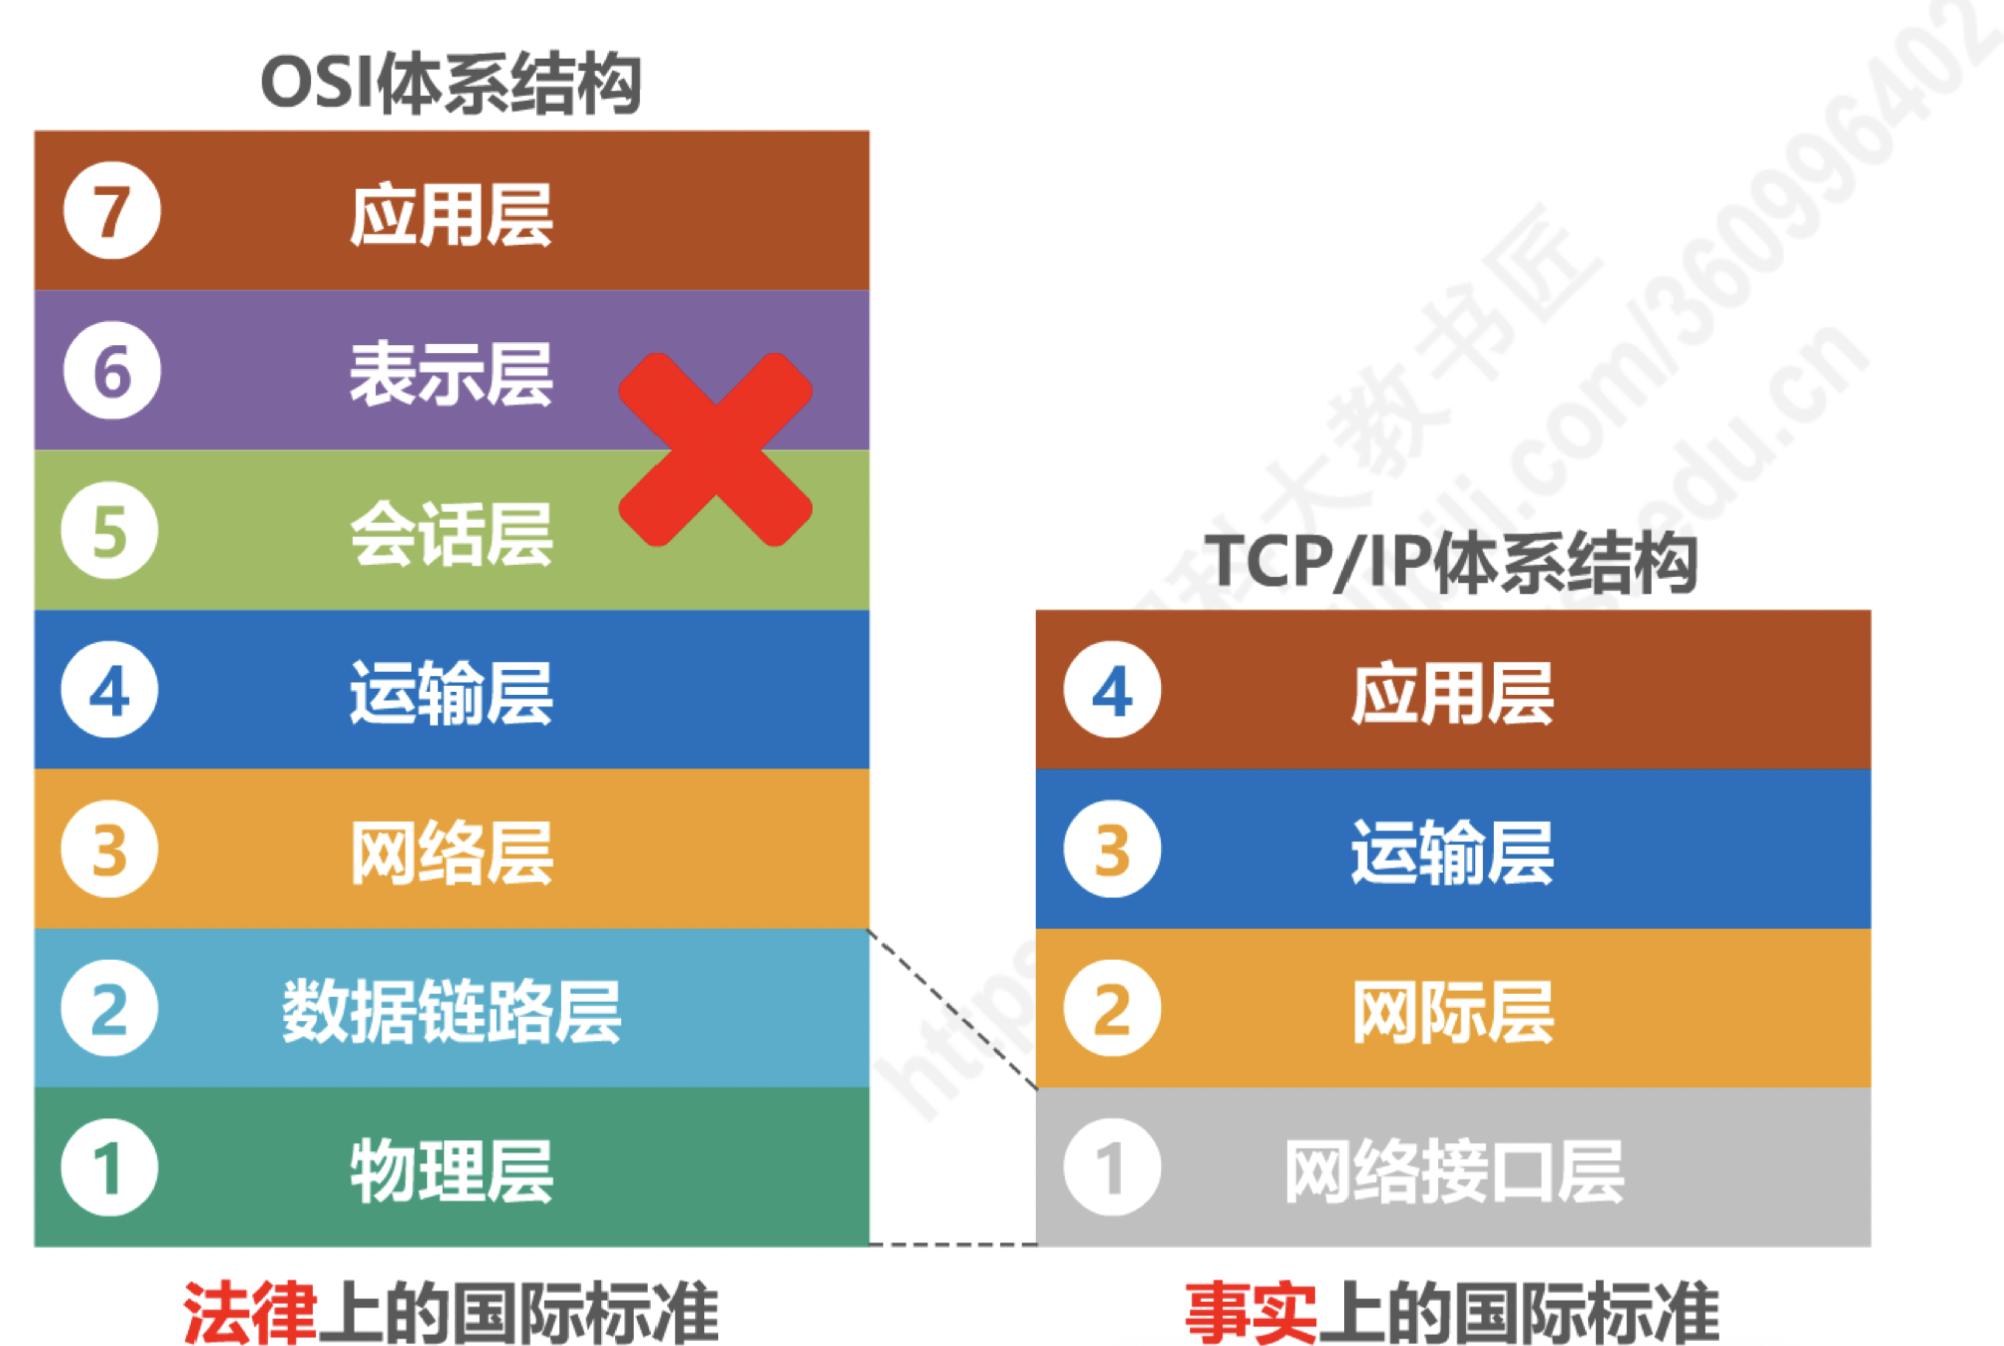 OSI体系结构
7 应用层
6 表示层
5 会话层
4 运输层
3 网络层
2 数据链路层
1 物理层
法律上的国际标准
TCP/IP体系结构
4 应用层
3 运输层
2 网际层
1 网络接口层
事实上的国际标准
科大教书匠
https
.com/360996402
edu.cn